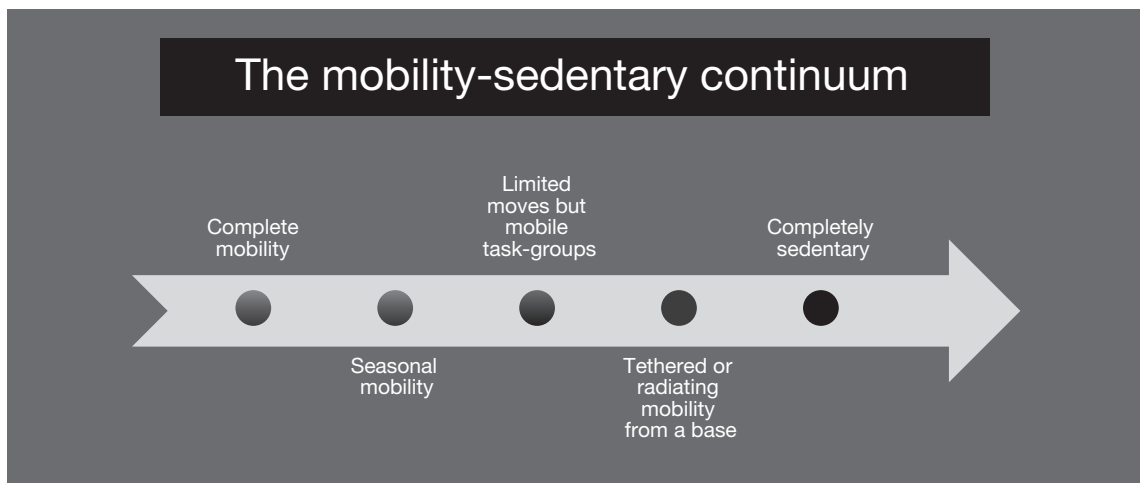 The mobility-sedentary continuum
Complete
mobility
Seasonal
mobility
Limited
moves but
mobile
task-groups
Tethered or
radiating
mobility
from a base
Completely
sedentary